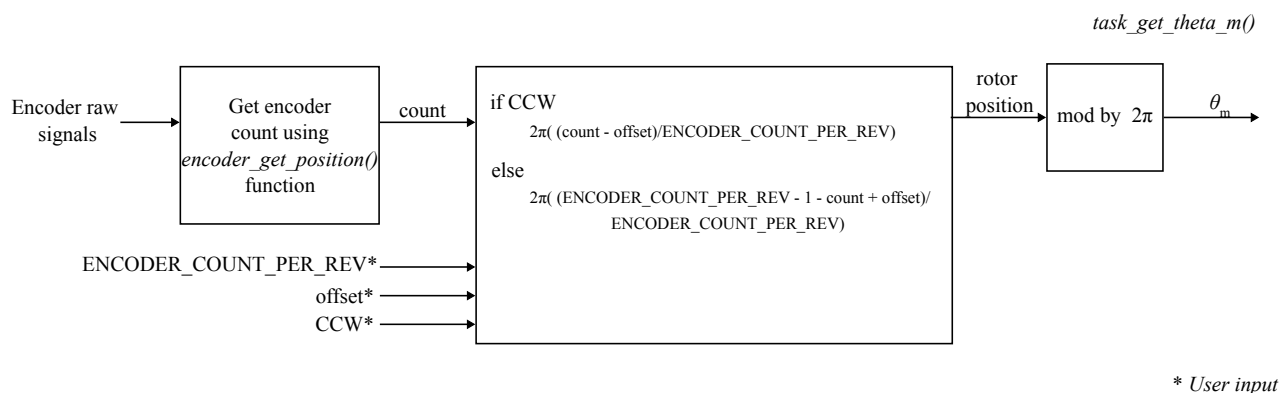 task_get_theta_m()
Encoder raw
signals
Get encoder
count using
encoder_get_position()
function
count
if CCW
2π( (count - offset)/ENCODER_COUNT_PER_REV)
else
2π( (ENCODER_COUNT_PER_REV - 1 - count + offset)/
ENCODER_COUNT_PER_REV)
ENCODER_COUNT_PER_REV*
offset*
CCW*
rotor
position
mod by 2π
θm
* User input